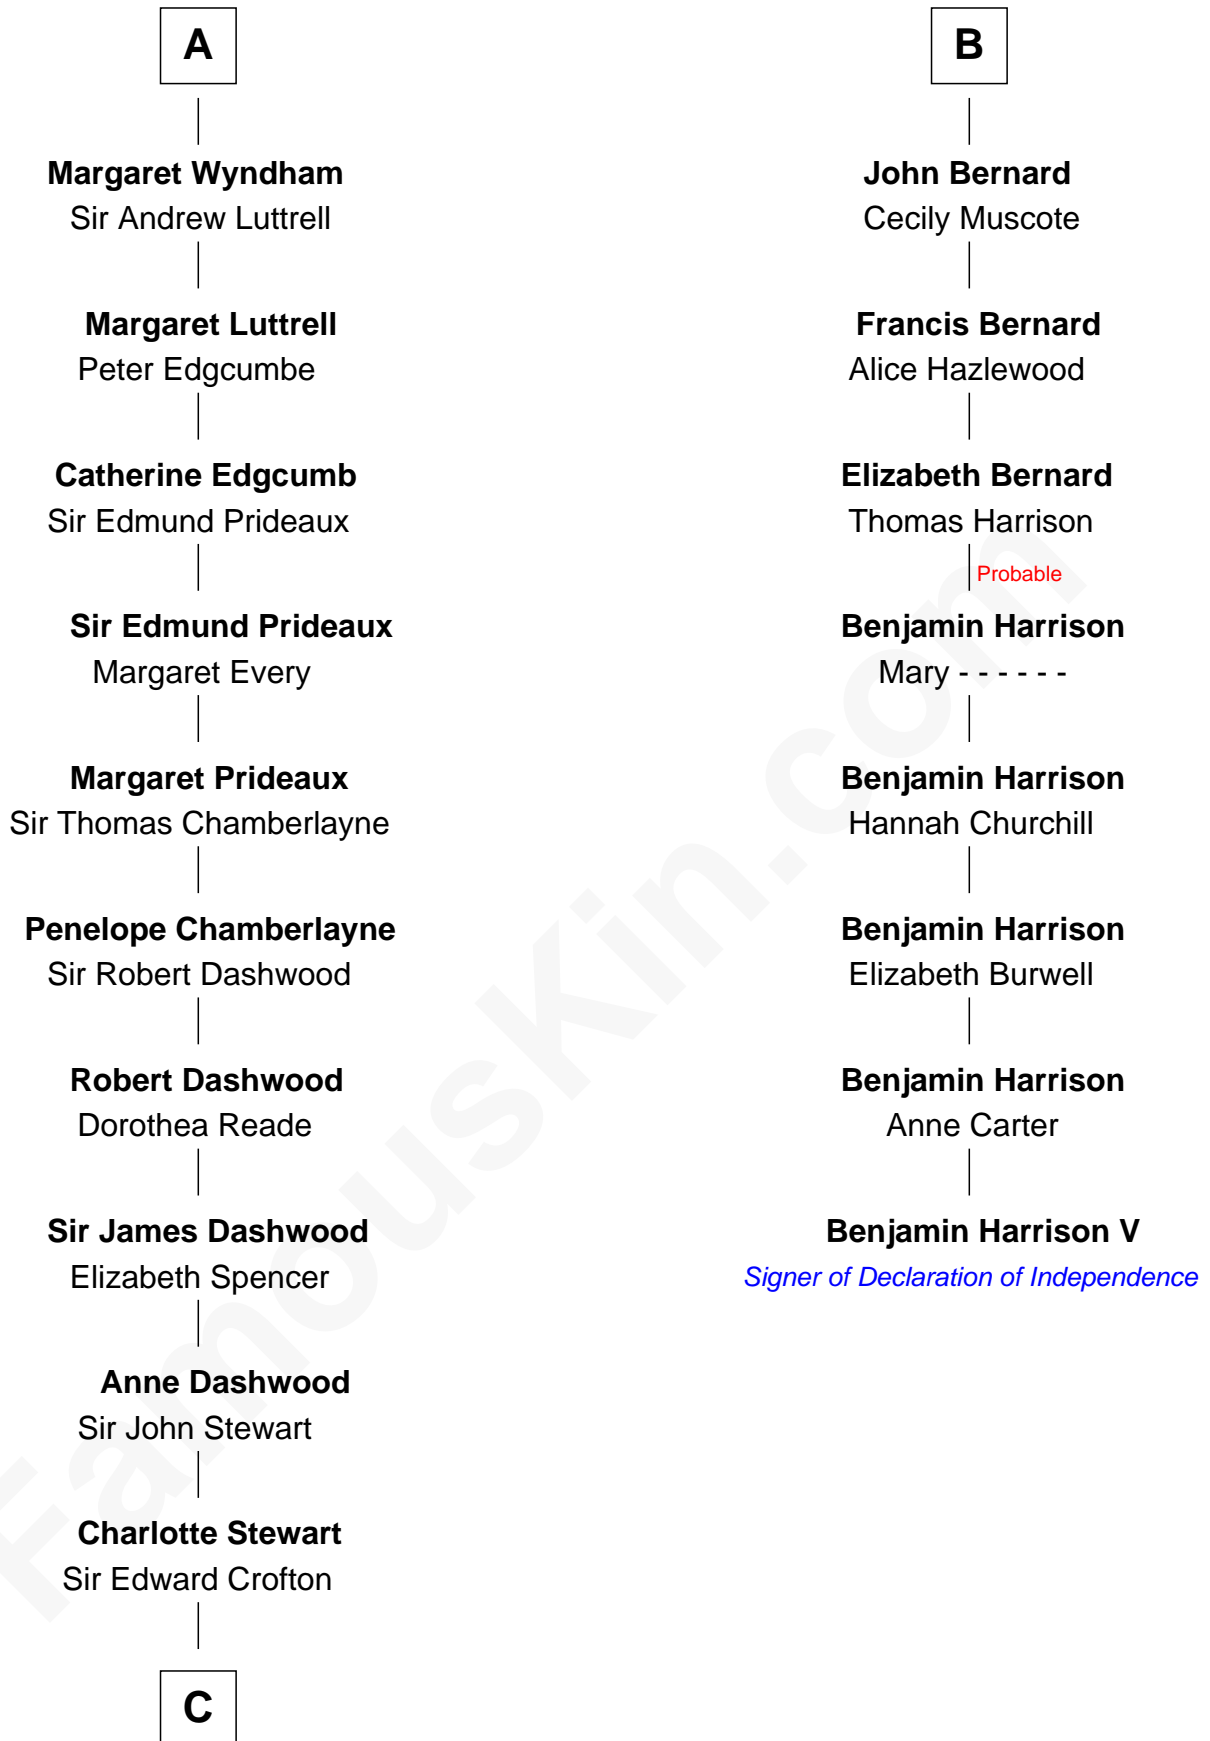 A
Margaret Wyndham
Sir Andrew Luttrell
Margaret Luttrell
Peter Edgcumbe
Catherine Edgcumb
Sir Edmund Prideaux
Sir Edmund Prideaux
Margaret Every
Margaret Prideaux
Sir Thomas Chamberlayne
Penelope Chamberlayne
Sir Robert Dashwood
Robert Dashwood
Dorothea Reade
Sir James Dashwood
Elizabeth Spencer
Anne Dashwood
Sir John Stewart
Charlotte Stewart
Sir Edward Crofton
C
B
John Bernard
Cecily Muscote
Francis Bernard
Alice Hazlewood
Elizabeth Bernard
Thomas Harrison
Probable
Benjamin Harrison
Mary - - - - - -
Benjamin Harrison
Hannah Churchill
Benjamin Harrison
Elizabeth Burwell
Benjamin Harrison
Anne Carter
Benjamin Harrison V
Signer of Declaration of Independence
FamousKin.com